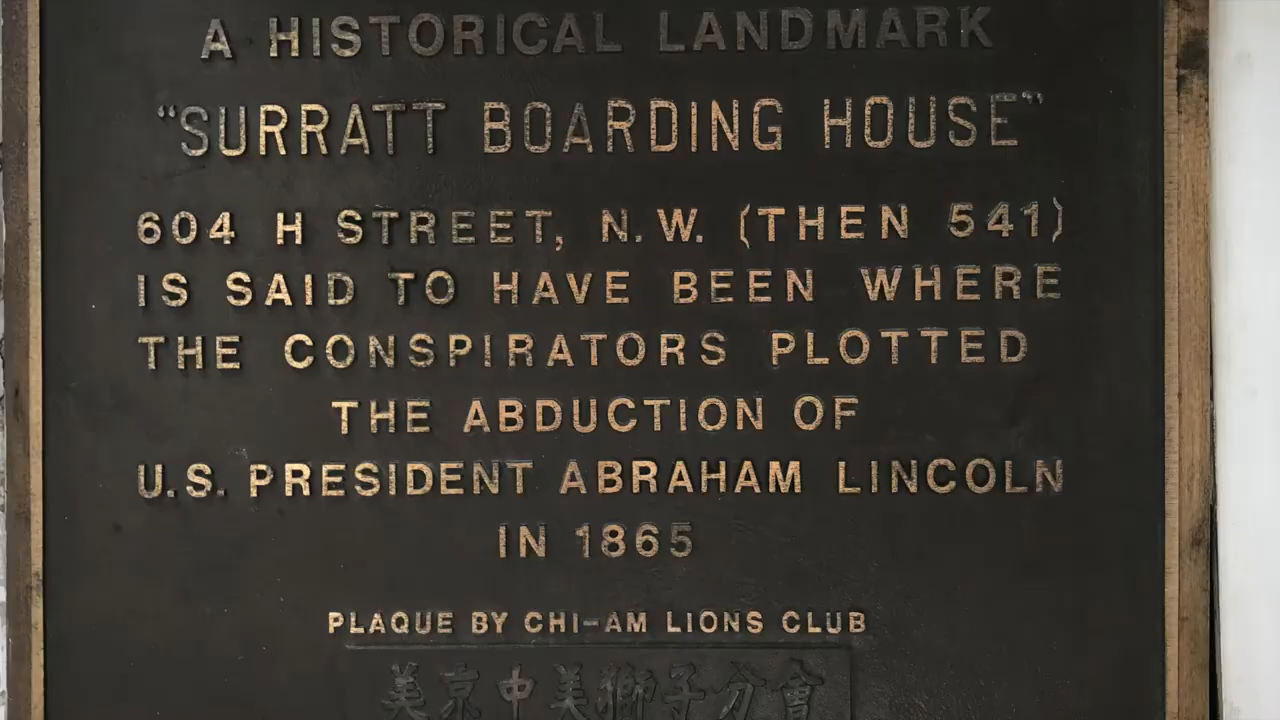 A HISTORICAL LANDMARK
“SURRATT BOARDING HOUSE”
604 H STREET, N.W. (THEN 541)
IS SAID TO HAVE BEEN WHERE
THE CONSPIRATORS PLOTTED
THE ABDUCTION OF
U.S. PRESIDENT ABRAHAM LINCOLN
IN 1865
PLAQUE BY CHI-AM LIONS CLUB
美京中美獅子分會